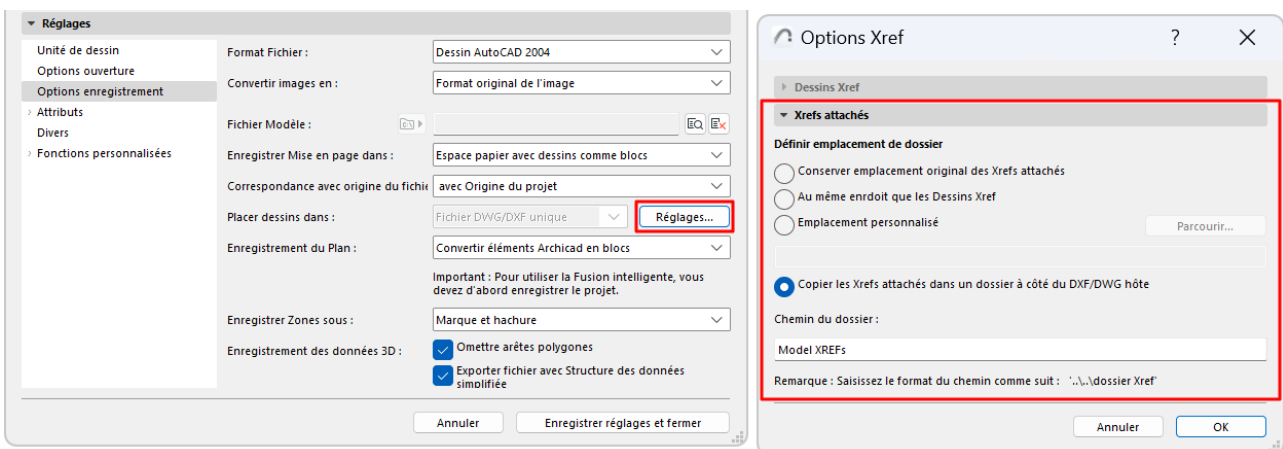 Réglages
Unité de dessin
Options ouverture
Options enregistrement
Attributs
Divers
Fonctions personnalisées
Format Fichier :
Dessin AutoCAD 2004
Convertir images en :
Format original de l'image
Fichier Modèle :
Enregistrer Mise en page dans :
Espace papier avec dessins comme blocs
Correspondance avec origine du fichie
avec Origine du projet
Placer dessins dans :
Fichier DWG/DXF unique
Réglages...
Enregistrement du Plan :
Convertir éléments Archicad en blocs
Important : Pour utiliser la Fusion intelligente, vous
devez d'abord enregistrer le projet.
Enregistrer Zones sous :
Marque et hachure
Enregistrement des données 3D :
Omettre arêtes polygones
Exporter fichier avec Structure des données
simplifiée
Annuler
Enregistrer réglages et fermer
Options Xref
?
Dessins Xref
Xrefs attachés
Définir emplacement de dossier
Conserver emplacement original des Xrefs attachés
Au même enrdoit que les Dessins Xref
Emplacement personnalisé
Parcourir...
Copier les Xrefs attachés dans un dossier à côté du DXF/DWG hôte
Chemin du dossier :
Model XREFs
Remarque : Saisissez le format du chemin comme suit : '..\..\dossier Xref'
Annuler
OK